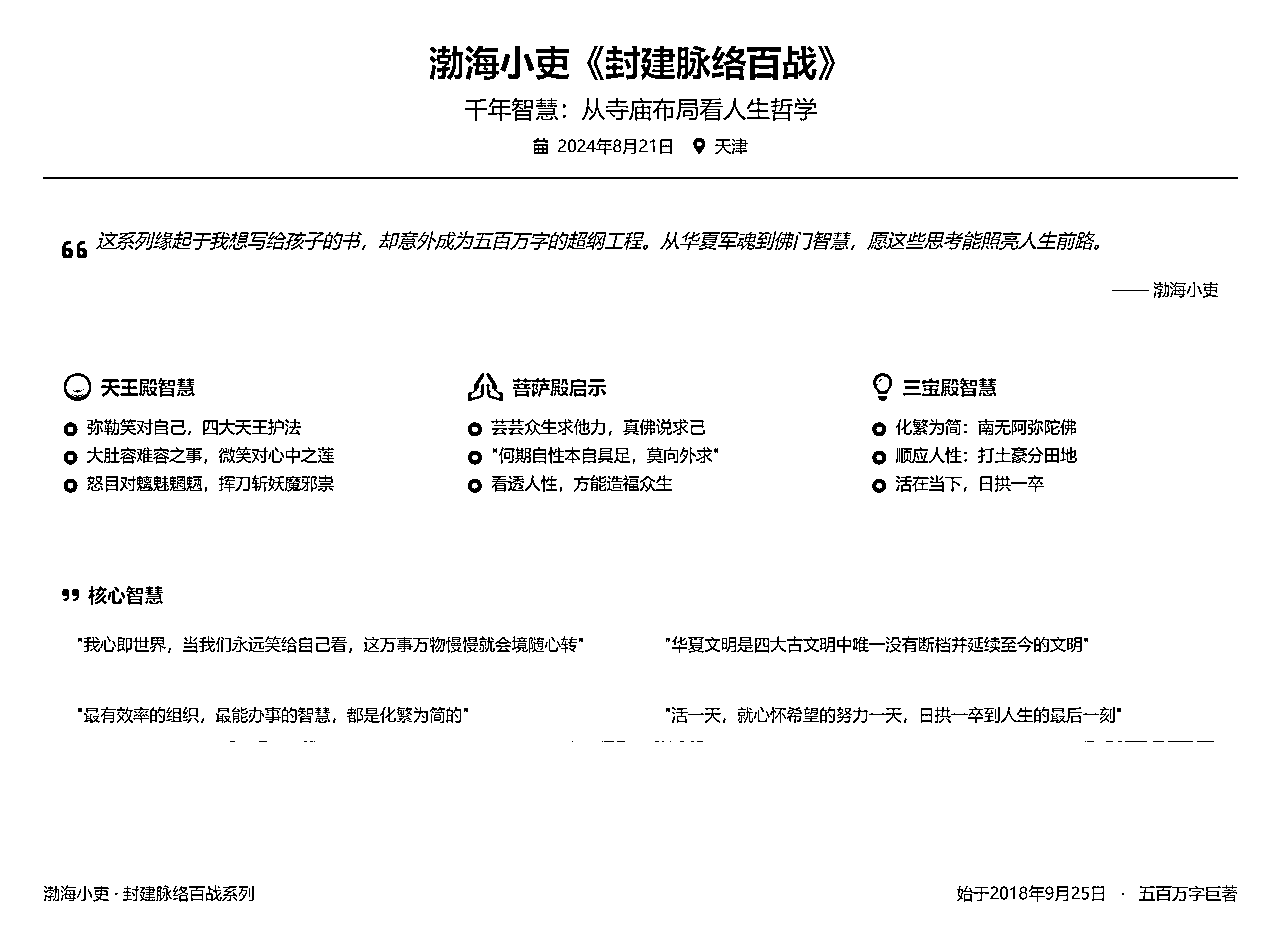 渤海小吏《封建脉络百战》
千年智慧：从寺庙布局看人生哲学
2024年8月21日 天津
这系列缘起于我想写给孩子的书，却意外成为五百万字的超纲工程。从华夏军魂到佛门智慧，愿这些思考能照亮人生前路。
—— 渤海小吏
天王殿智慧
弥勒笑对自己，四大天王护法
大肚容难容之事，微笑对心中之莲
怒目对魑魅魍魉，挥刀斩妖魔邪祟
菩萨殿启示
芸芸众生求他力，真佛说求己
"何期自性本自具足，莫向外求"
看透人性，方能造福众生
三宝殿智慧
化繁为简：南无阿弥陀佛
顺应人性：打土豪分田地
活在当下，日拱一卒
核心智慧
"我心即世界，当我们永远笑给自己看，这万事万物慢慢就会境随心转"
"华夏文明是四大古文明中唯一没有断档并延续至今的文明"
"最有效率的组织，最能办事的智慧，都是化繁为简的"
"活一天，就心怀希望的努力一天，日拱一卒到人生的最后一刻"
渤海小吏 · 封建脉络百战系列
始于2018年9月25日 · 五百万字巨著